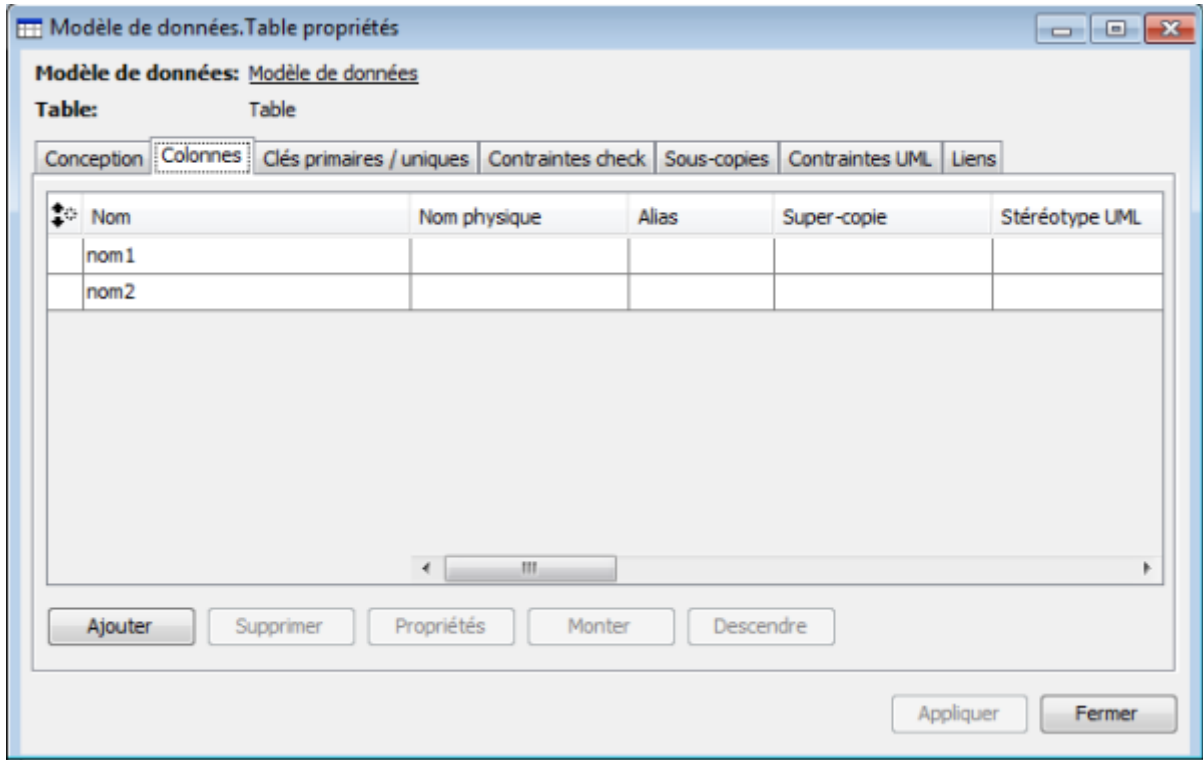 Modèle de données.Table propriétés
Modèle de données: Modèle de données
Table: Table
Conception Colonnes Clés primaires / uniques Contraintes check Sous-copies Contraintes UML Liens
Nom Nom physique Alias Super-copie Stéréotype UML
nom1
nom2
Ajouter Supprimer Propriétés Monter Descendre
Appliquer Fermer